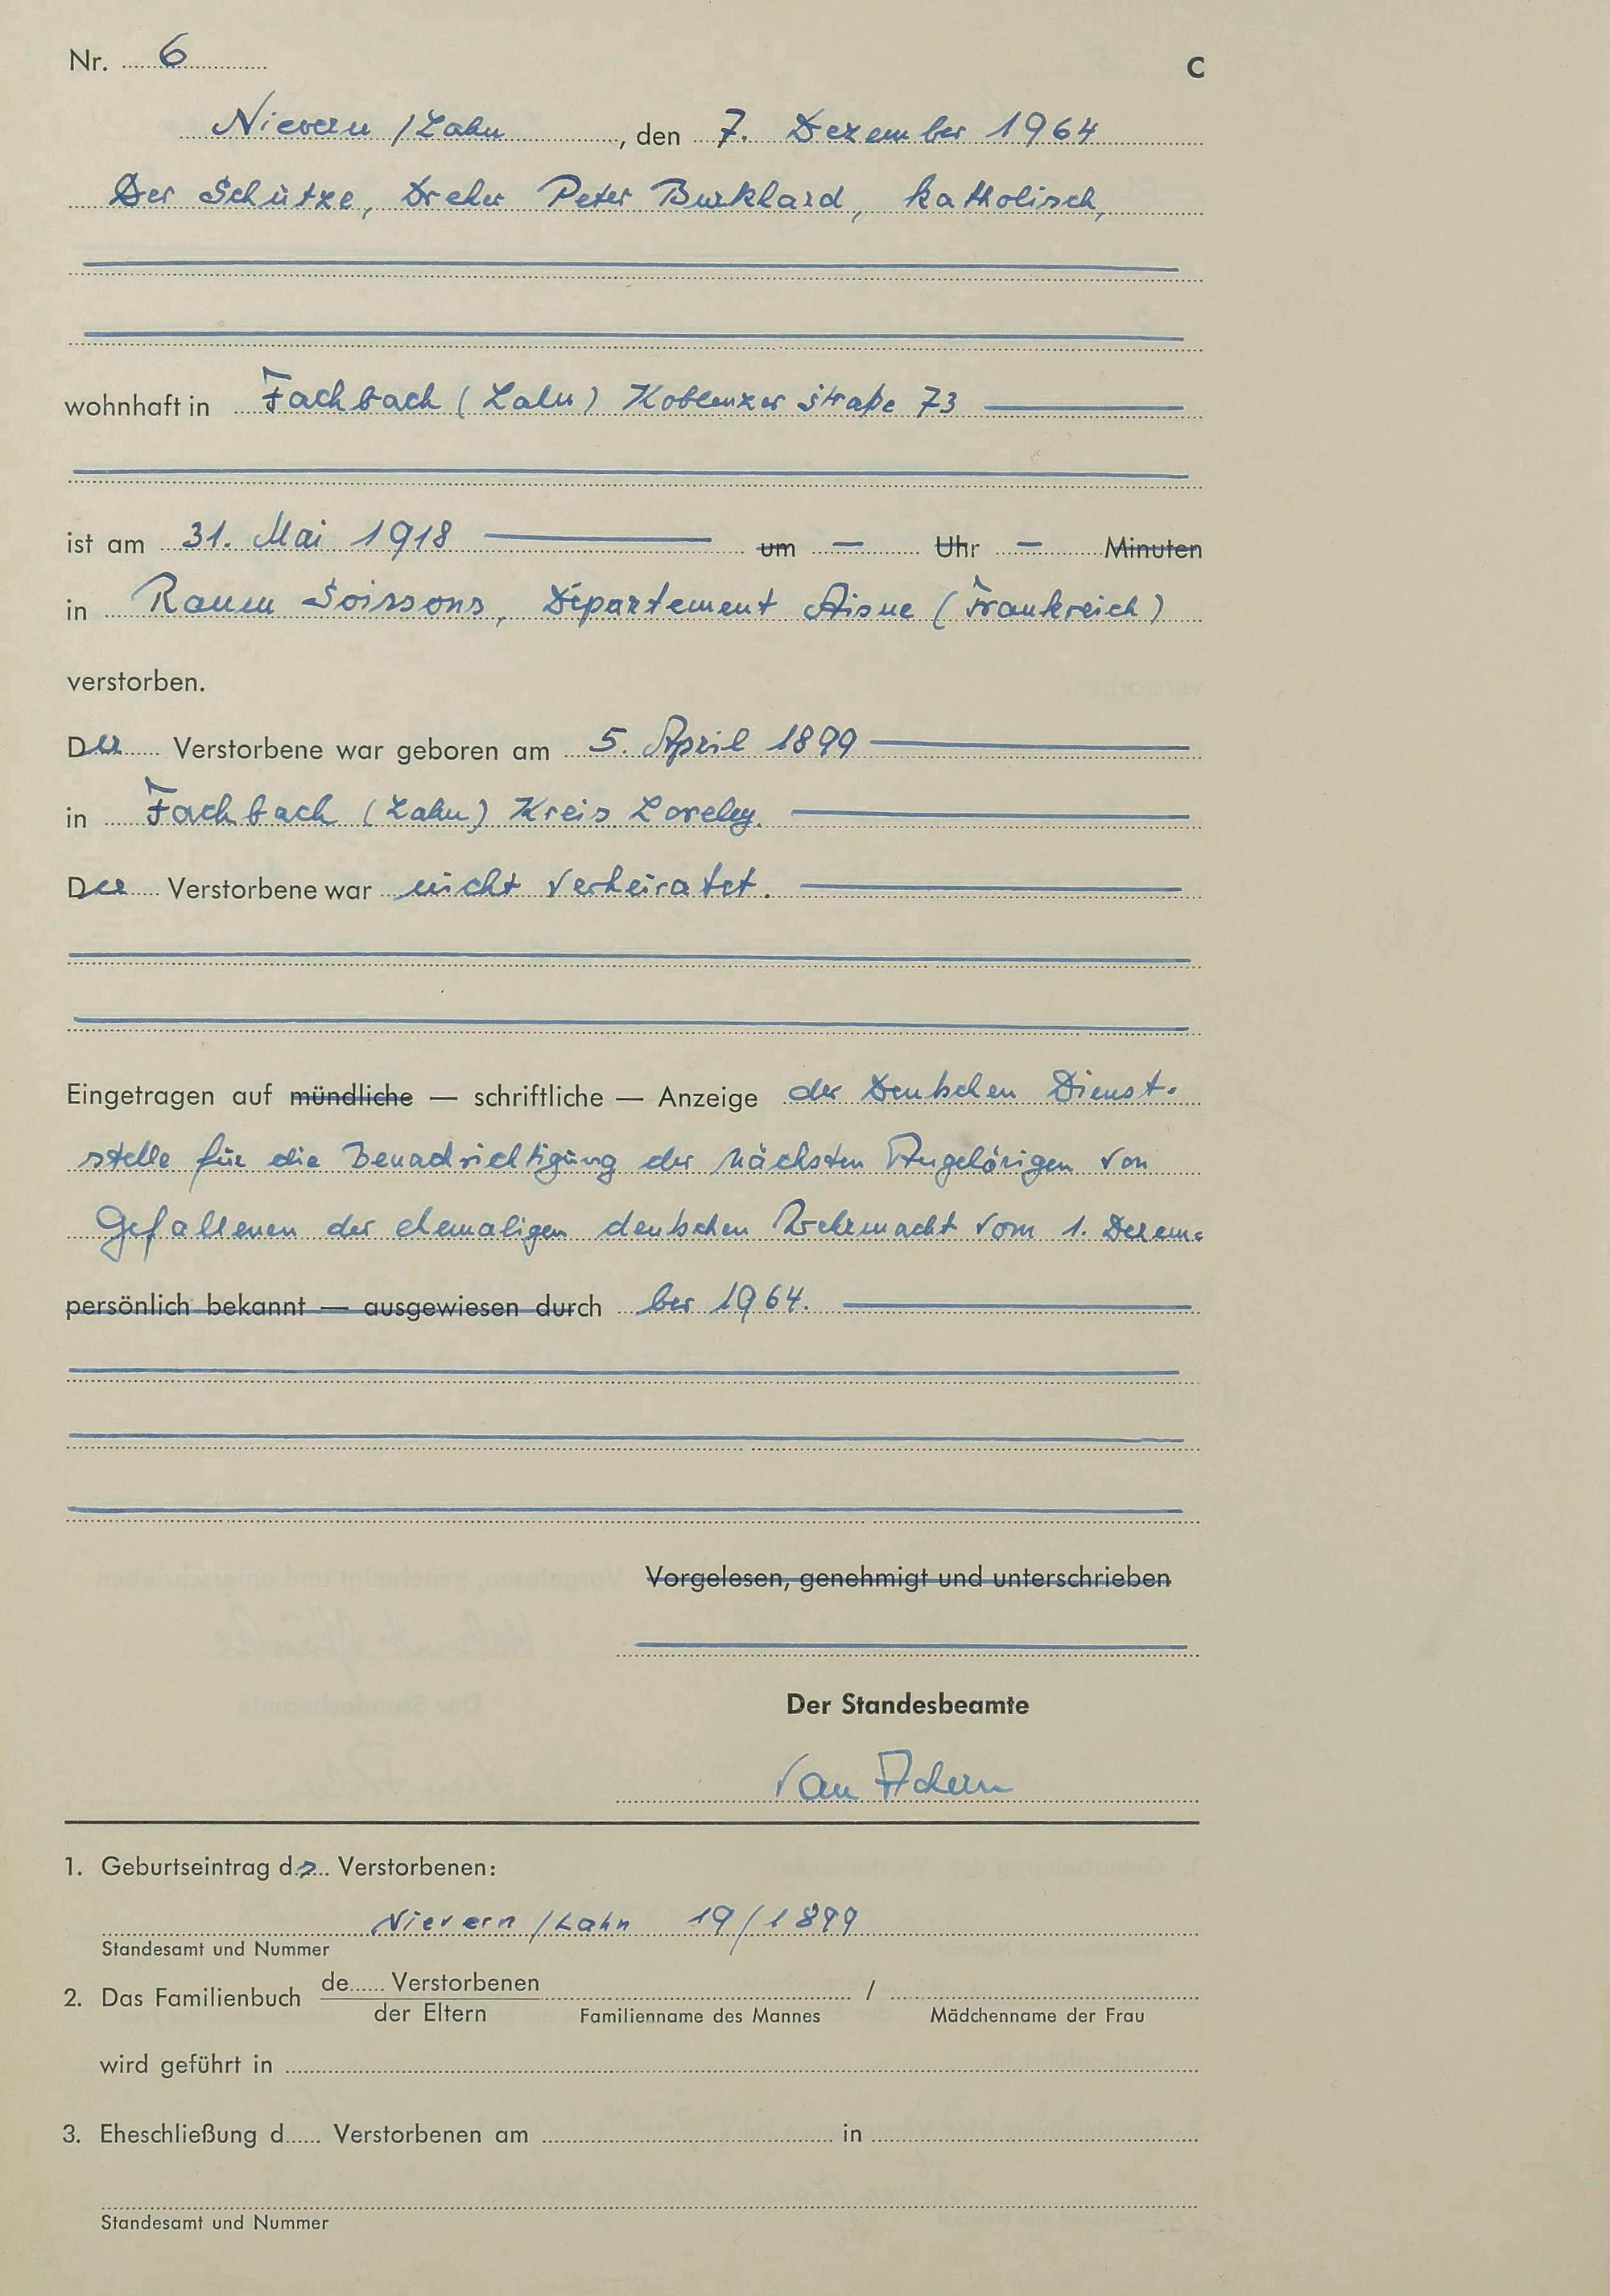 Nr. 6 C
Nievern / Lahn, den 7. Dezember 1964
Der Schütze, Dreher Peter Burkhard, katholisch,
wohnhaft in Fachbach (Lahn) Koblenzer Straße 73
ist am 31. Mai 1918 um — Uhr — Minuten
in Raum Soissons, Département Aisne (Frankreich)
verstorben.
Der Verstorbene war geboren am 5. April 1899
in Fachbach (Lahn) Kreis Loreley.
Der Verstorbene war nicht verheiratet.
Eingetragen auf mündliche — schriftliche — Anzeige der Deutschen Dienst-
stelle für die Benachrichtigung der nächsten Angehörigen von
Gefallenen der ehemaligen deutschen Wehrmacht vom 1. Dezem-
persönlich bekannt — ausgewiesen durch ber 1964.
Vorgelesen, genehmigt und unterschrieben
Der Standesbeamte
Van
1. Geburtseintrag des Verstorbenen:
Nievern / Lahn 19/1899
Standesamt und Nummer
2. Das Familienbuch de...... Verstorbenen /
der Eltern Familienname des Mannes Mädchenname der Frau
wird geführt in
3. Eheschließung d...... Verstorbenen am in
Standesamt und Nummer